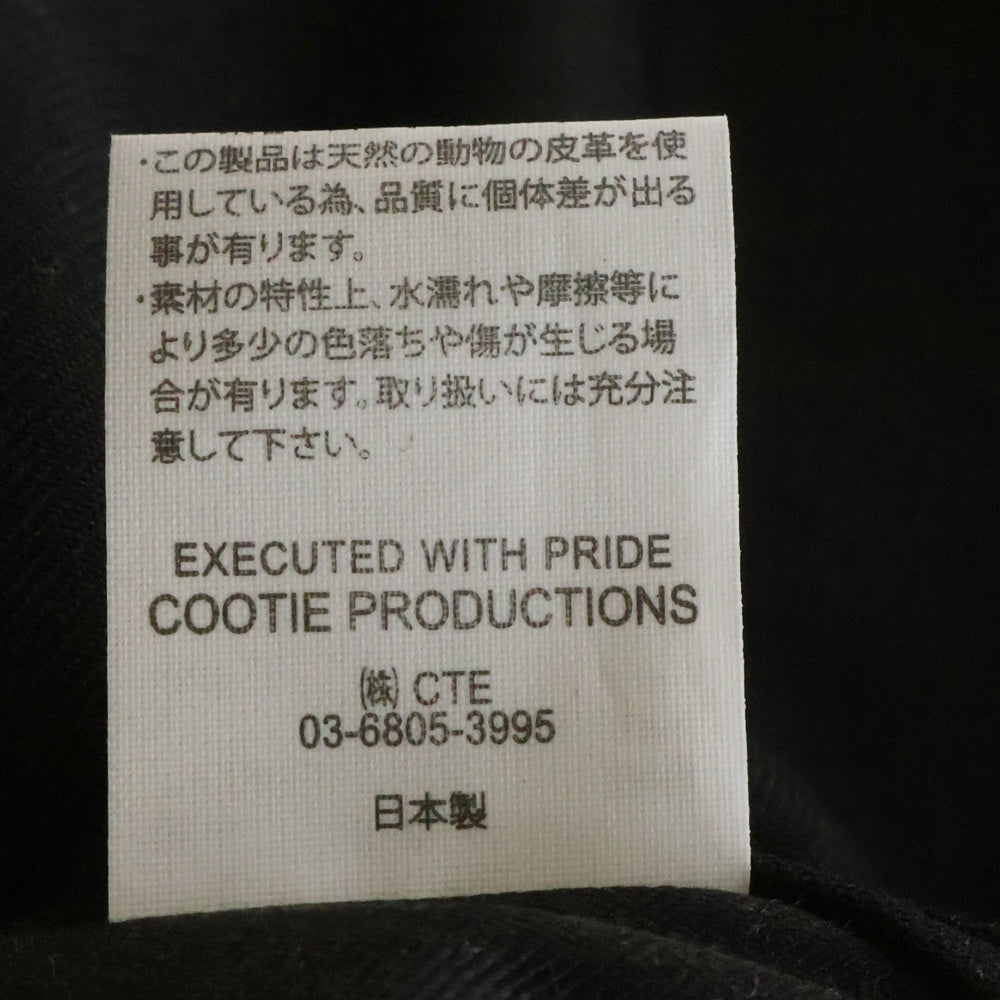 ・この製品は天然の動物の皮革を使
用している為、品質に個体差が出る
事が有ります。
・素材の特性上、水濡れや摩擦等に
より多少の色落ちや傷が生じる場
合が有ります。取り扱いには充分注
意して下さい。
EXECUTED WITH PRIDE
COOTIE PRODUCTIONS
㈱ CTE
03-6805-3995
日本製